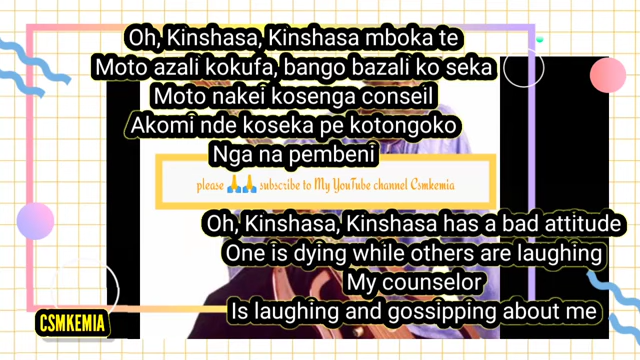 Oh, Kinshasa, Kinshasa mboka te
Moto azali kokufa, bango bazali ko seka
Moto nakei kosenga conseil
Akomi nde koseka pe kotongoko
Nga na pembeni
please 🙏🙏 subscribe to My YouTube channel Csmkemia
Oh, Kinshasa, Kinshasa has a bad attitude
One is dying while others are laughing
My counselor
Is laughing and gossipping about me
CSMKEMIA